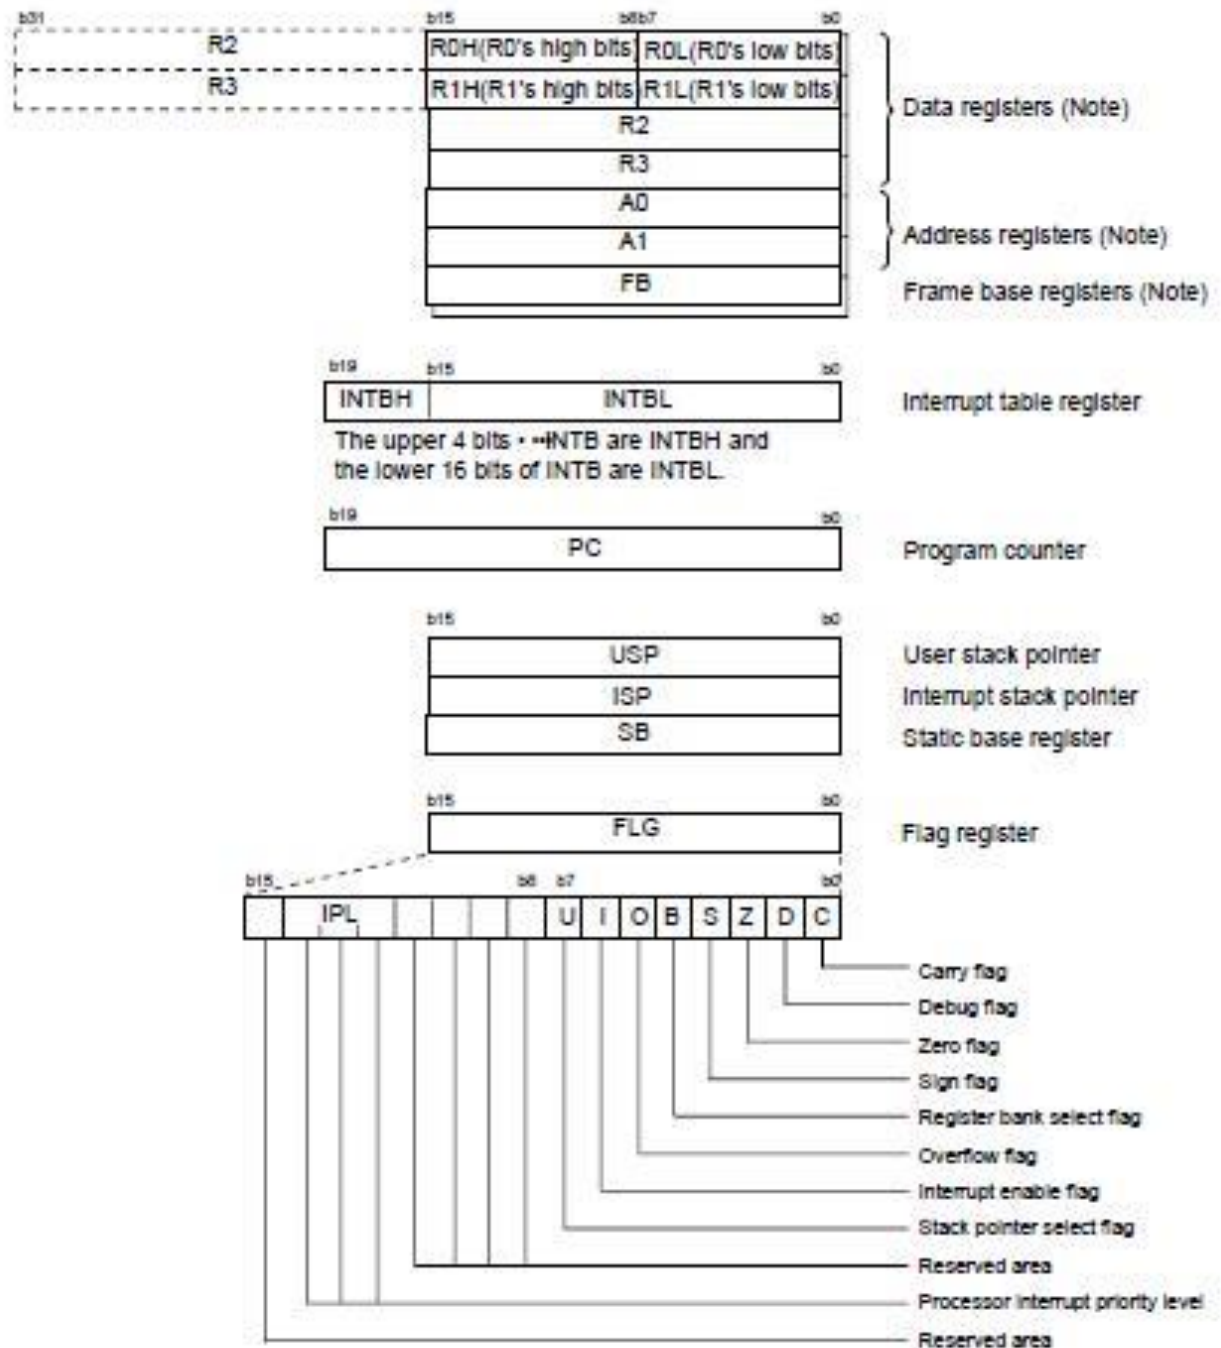 b31 b15 b8b7 b0
R2 R0H(R0's high bits) R0L(R0's low bits)
R3 R1H(R1's high bits) R1L(R1's low bits)
R2
R3
Data registers (Note)
A0
A1
Address registers (Note)
FB
Frame base registers (Note)
b19 b15 b0
INTBH INTBL Interrupt table register
The upper 4 bits INTB are INTBH and
the lower 16 bits of INTB are INTBL.
b19 b0
PC Program counter
b15 b0
USP User stack pointer
ISP Interrupt stack pointer
SB Static base register
b15 b0
FLG Flag register
b15 b8 b7 b0
IPL U I O B S Z D C
Carry flag
Debug flag
Zero flag
Sign flag
Register bank select flag
Overflow flag
Interrupt enable flag
Stack pointer select flag
Reserved area
Processor interrupt priority level
Reserved area